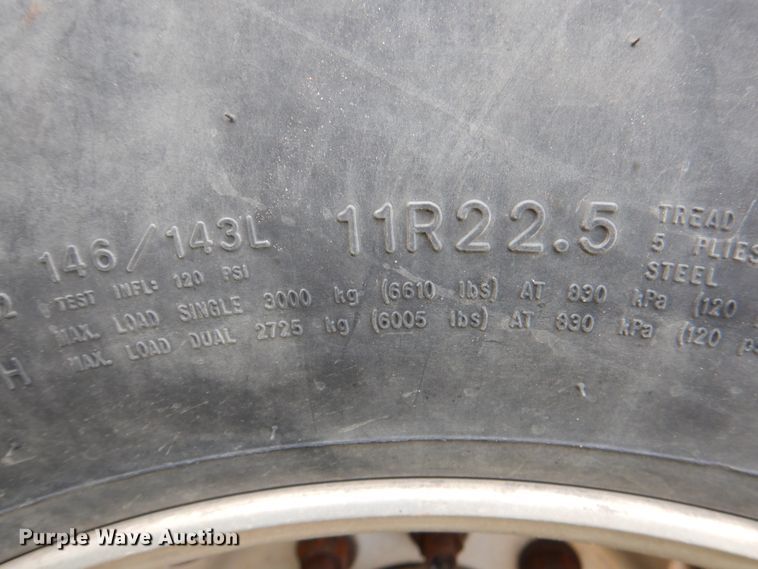 146/143L 11R22.5 TREAD
5 PLIES
STEEL
TEST INFL: 120 PSI
MAX. LOAD SINGLE 3000 kg (6610 lbs) AT 830 kPa (120
MAX. LOAD DUAL 2725 kg (6005 lbs) AT 830 kPa (120 ps
H
Purple Wave Auction